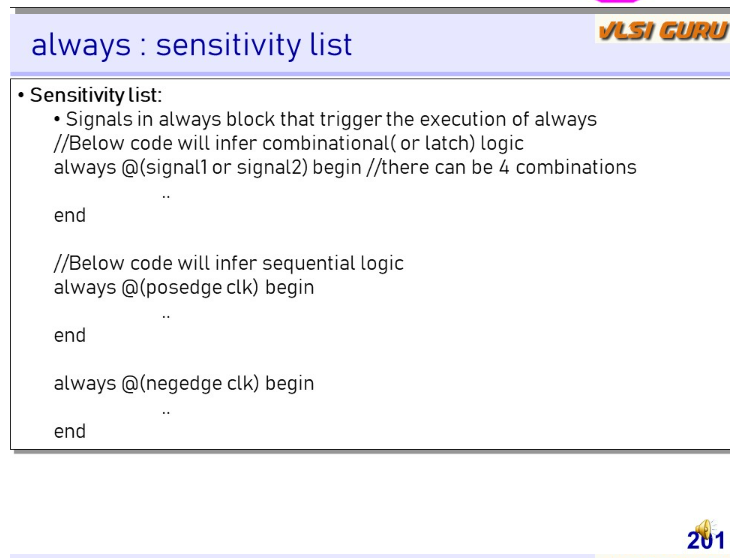 always : sensitivity list
VLSI GURU
• Sensitivity list:
• Signals in always block that trigger the execution of always
//Below code will infer combinational( or latch) logic
always @(signal1 or signal2) begin //there can be 4 combinations
..
end
//Below code will infer sequential logic
always @(posedge clk) begin
..
end
always @(negedge clk) begin
..
end
201